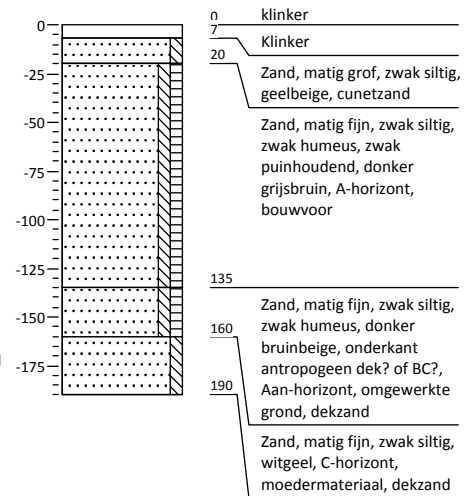 0
-25
-50
-75
-100
-125
-150
-175
0
klinker
7
Klinker
20
Zand, matig grof, zwak siltig,
geelbeige, cunetzand
Zand, matig fijn, zwak siltig,
zwak humeus, zwak
puinhoudend, donker
grijsbruin, A-horizont,
bouwvoor
135
Zand, matig fijn, zwak siltig,
zwak humeus, donker
bruinbeige, onderkant
antropogeen dek? of BC?,
Aan-horizont, omgewerkte
grond, dekzand
160
Zand, matig fijn, zwak siltig,
witgeel, C-horizont,
moedermateriaal, dekzand
190